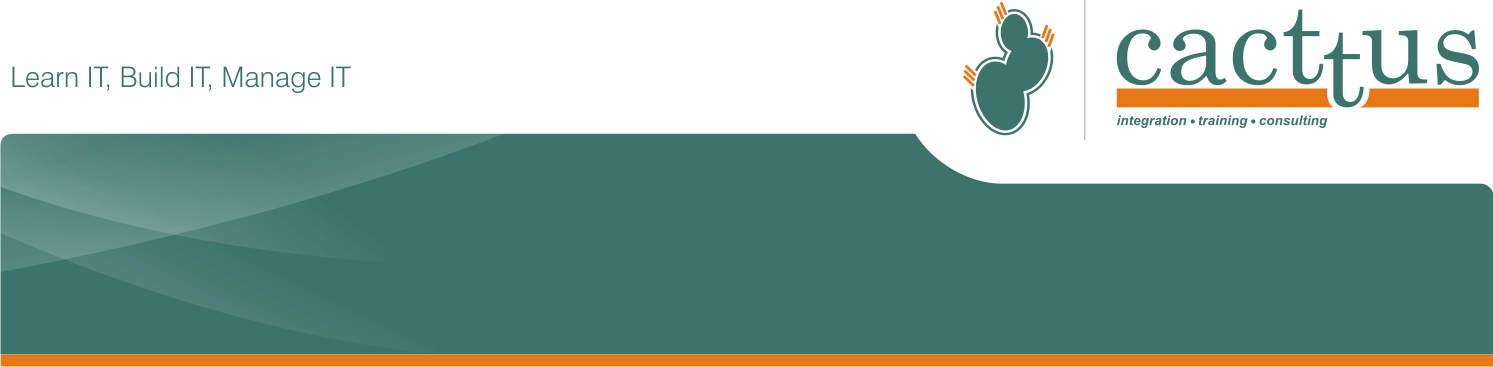 Learn IT, Build IT, Manage IT
cacttus
integration • training • consulting